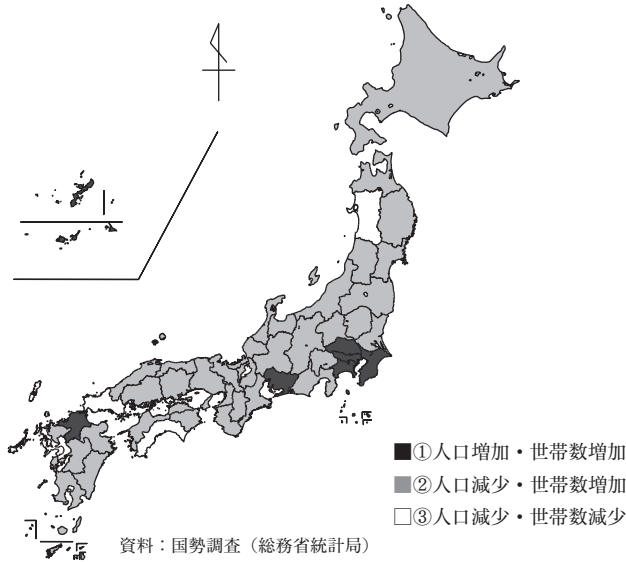 ■①人口増加・世帯数増加
■②人口減少・世帯数増加
□③人口減少・世帯数減少
資料：国勢調査（総務省統計局）